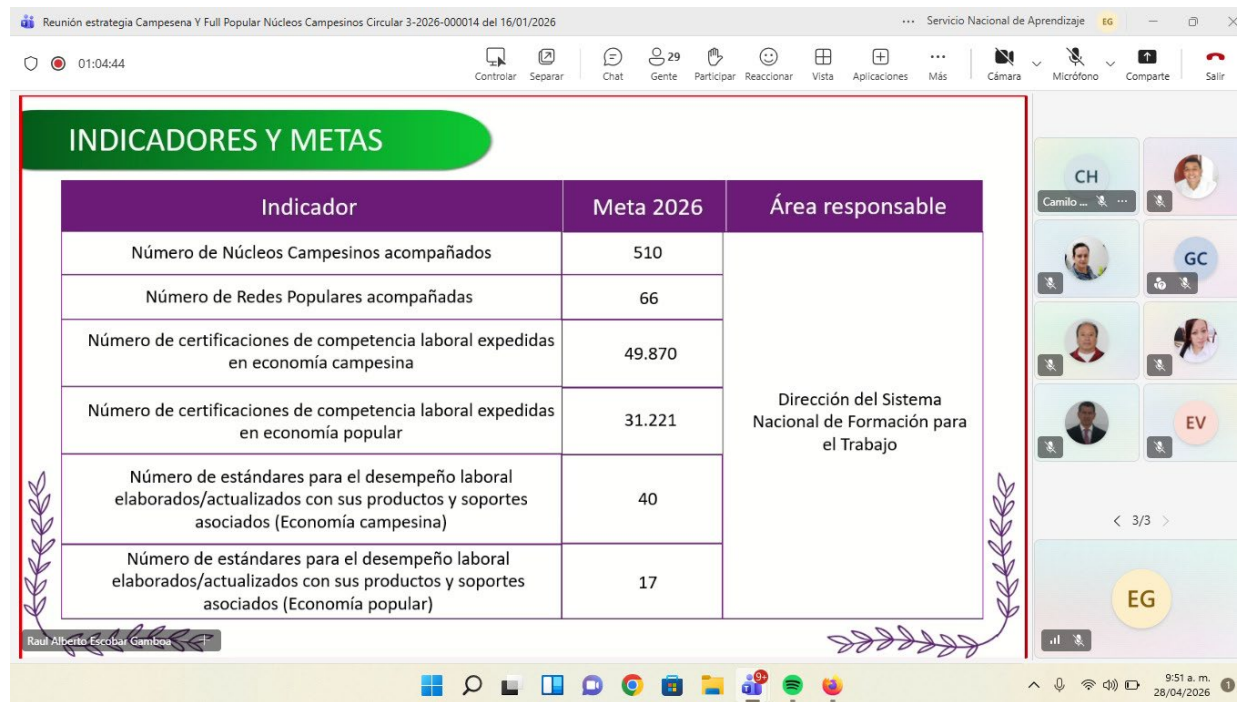 Reunión estrategia Campesena Y Full Popular Núcleos Campesinos Circular 3-2026-000014 del 16/01/2026
Servicio Nacional de Aprendizaje
EG
01:04:44
Controlar
Separar
Chat
29
Gente
Participar
Reaccionar
Vista
Aplicaciones
Más
Cámara
Micrófono
Comparte
Salir
INDICADORES Y METAS
Indicador
Meta 2026
Área responsable
Número de Núcleos Campesinos acompañados
510
Número de Redes Populares acompañadas
66
Número de certificaciones de competencia laboral expedidas
en economía campesina
49.870
Número de certificaciones de competencia laboral expedidas
en economía popular
31.221
Número de estándares para el desempeño laboral
elaborados/actualizados con sus productos y soportes
asociados (Economía campesina)
40
Número de estándares para el desempeño laboral
elaborados/actualizados con sus productos y soportes
asociados (Economía popular)
17
Dirección del Sistema
Nacional de Formación para
el Trabajo
Raul Alberto Escobar Gamboa
CH
Camilo ...
GC
EV
3/3
EG
9+
9:51 a. m.
28/04/2026
1